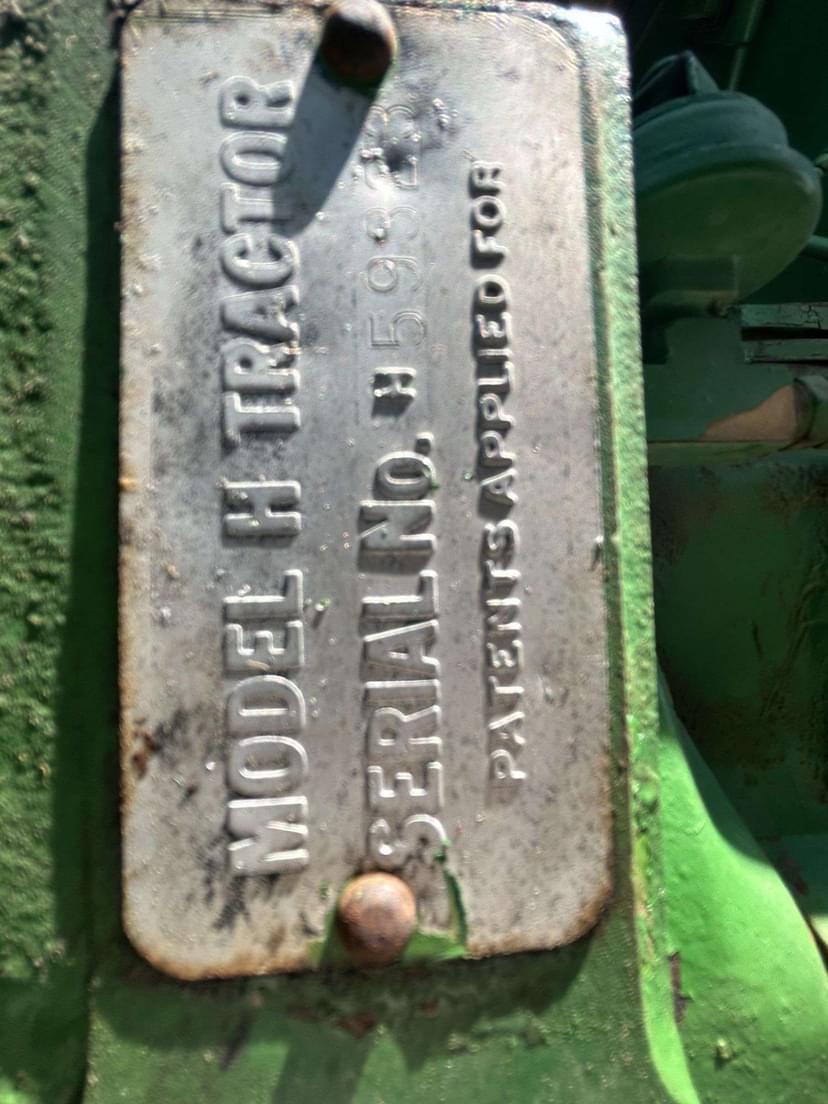 MODEL H TRACTOR
SERIAL No. H 59323
PATENTS APPLIED FOR